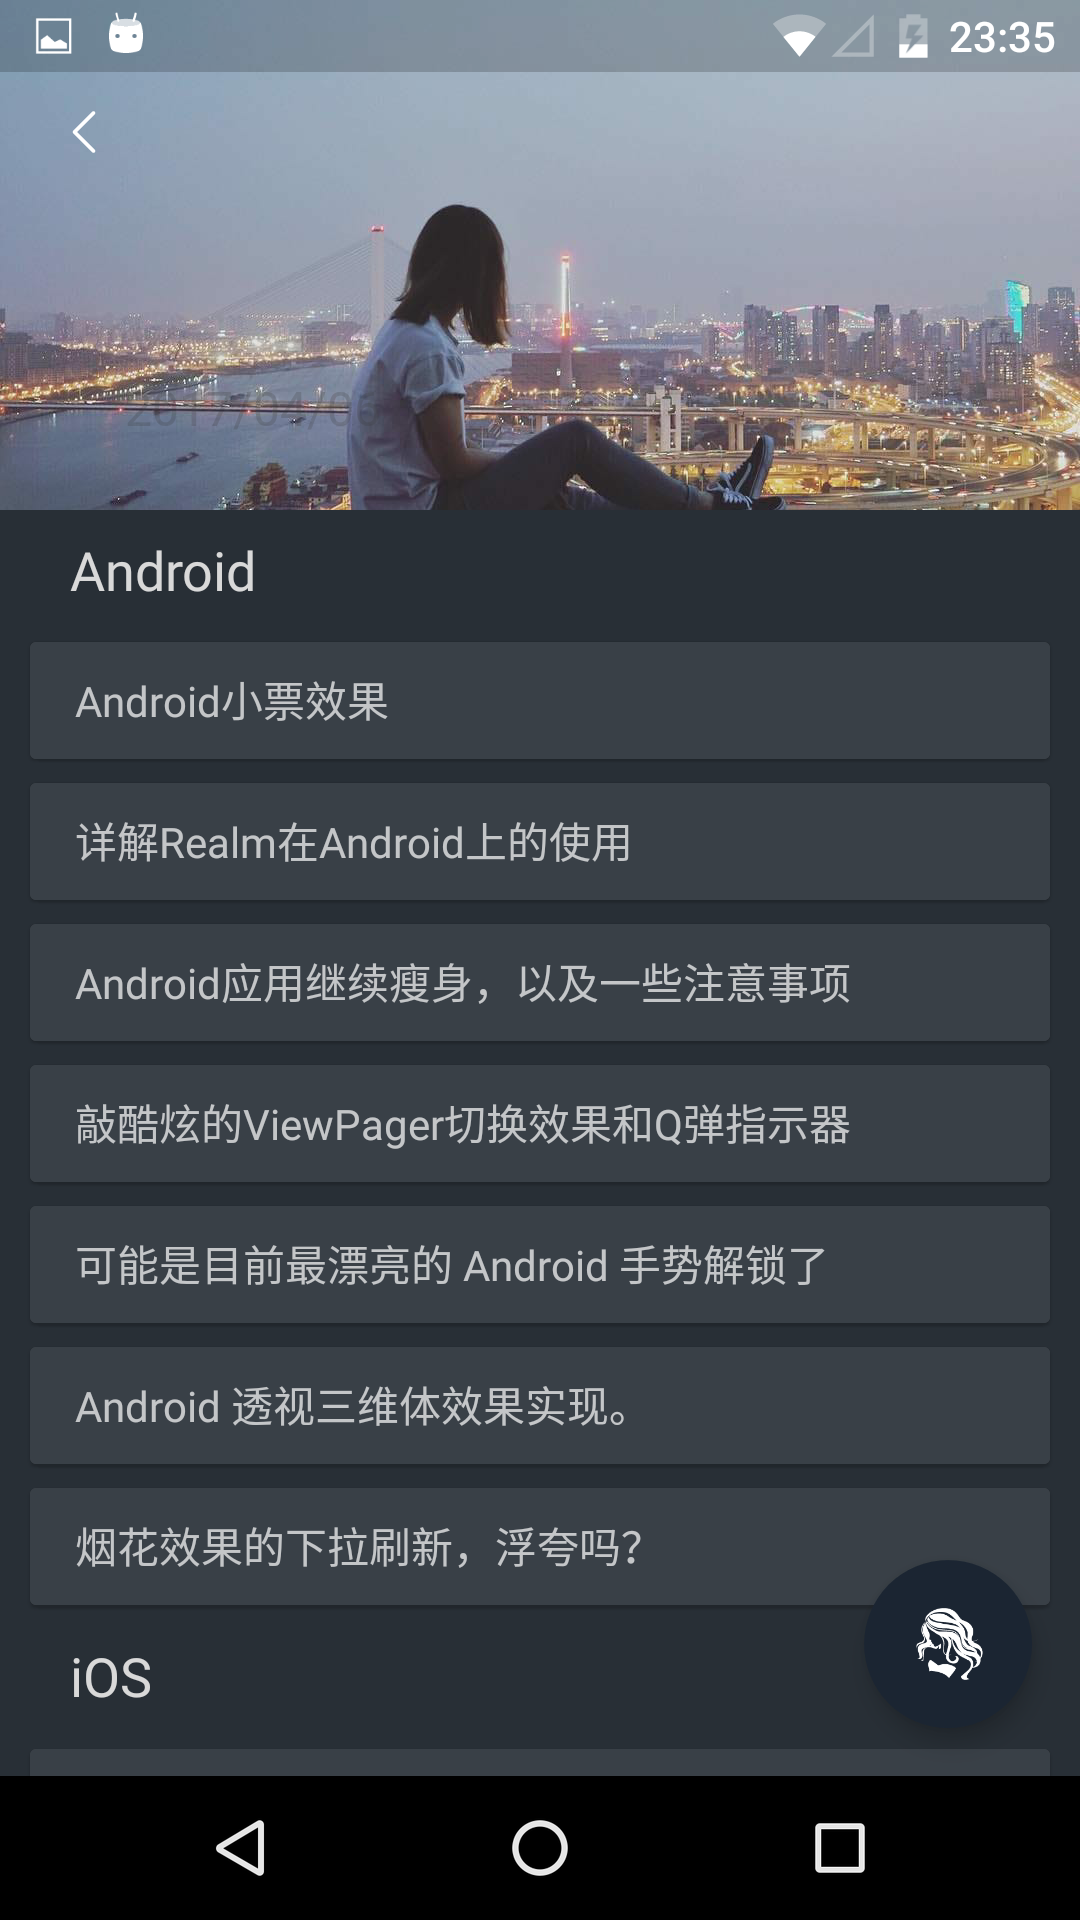 23:35
2017/04/0
Android
Android小票效果
详解Realm在Android上的使用
Android应用继续瘦身，以及一些注意事项
敲酷炫的ViewPager切换效果和Q弹指示器
可能是目前最漂亮的 Android 手势解锁了
Android 透视三维体效果实现。
烟花效果的下拉刷新，浮夸吗？
iOS